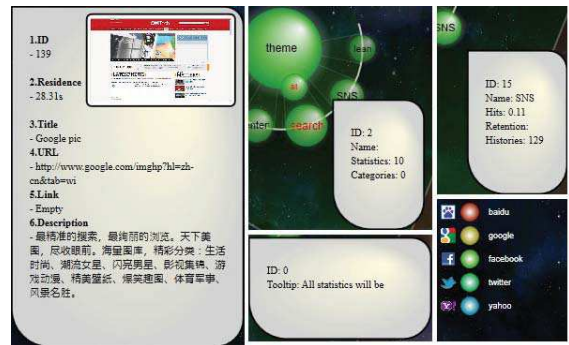 1.ID
- 139
2.Residence
- 28.31s
3.Title
- Google pic
4.URL
- http://www.google.com/imghp?hl=zh-
cn&tab=wi
5.Link
- Empty
6.Description
- 最精准的搜索，最绚丽的浏览。天下美
图，尽收眼前。海量图库，精彩分类：生活
时尚、潮流女星、闪亮男星、影视集锦、游
戏动漫、精美壁纸、爆笑趣图、体育军事、
风景名胜。
LATEST NEWS
theme
lean
al
SNS
enter
search
ID: 2
Name:
Statistics: 10
Categories: 0
ID: 0
Tooltip: All statistics will be
SNS
ID: 15
Name: SNS
Hits: 0.11
Retention:
Histories: 129
baidu
google
facebook
twitter
yahoo